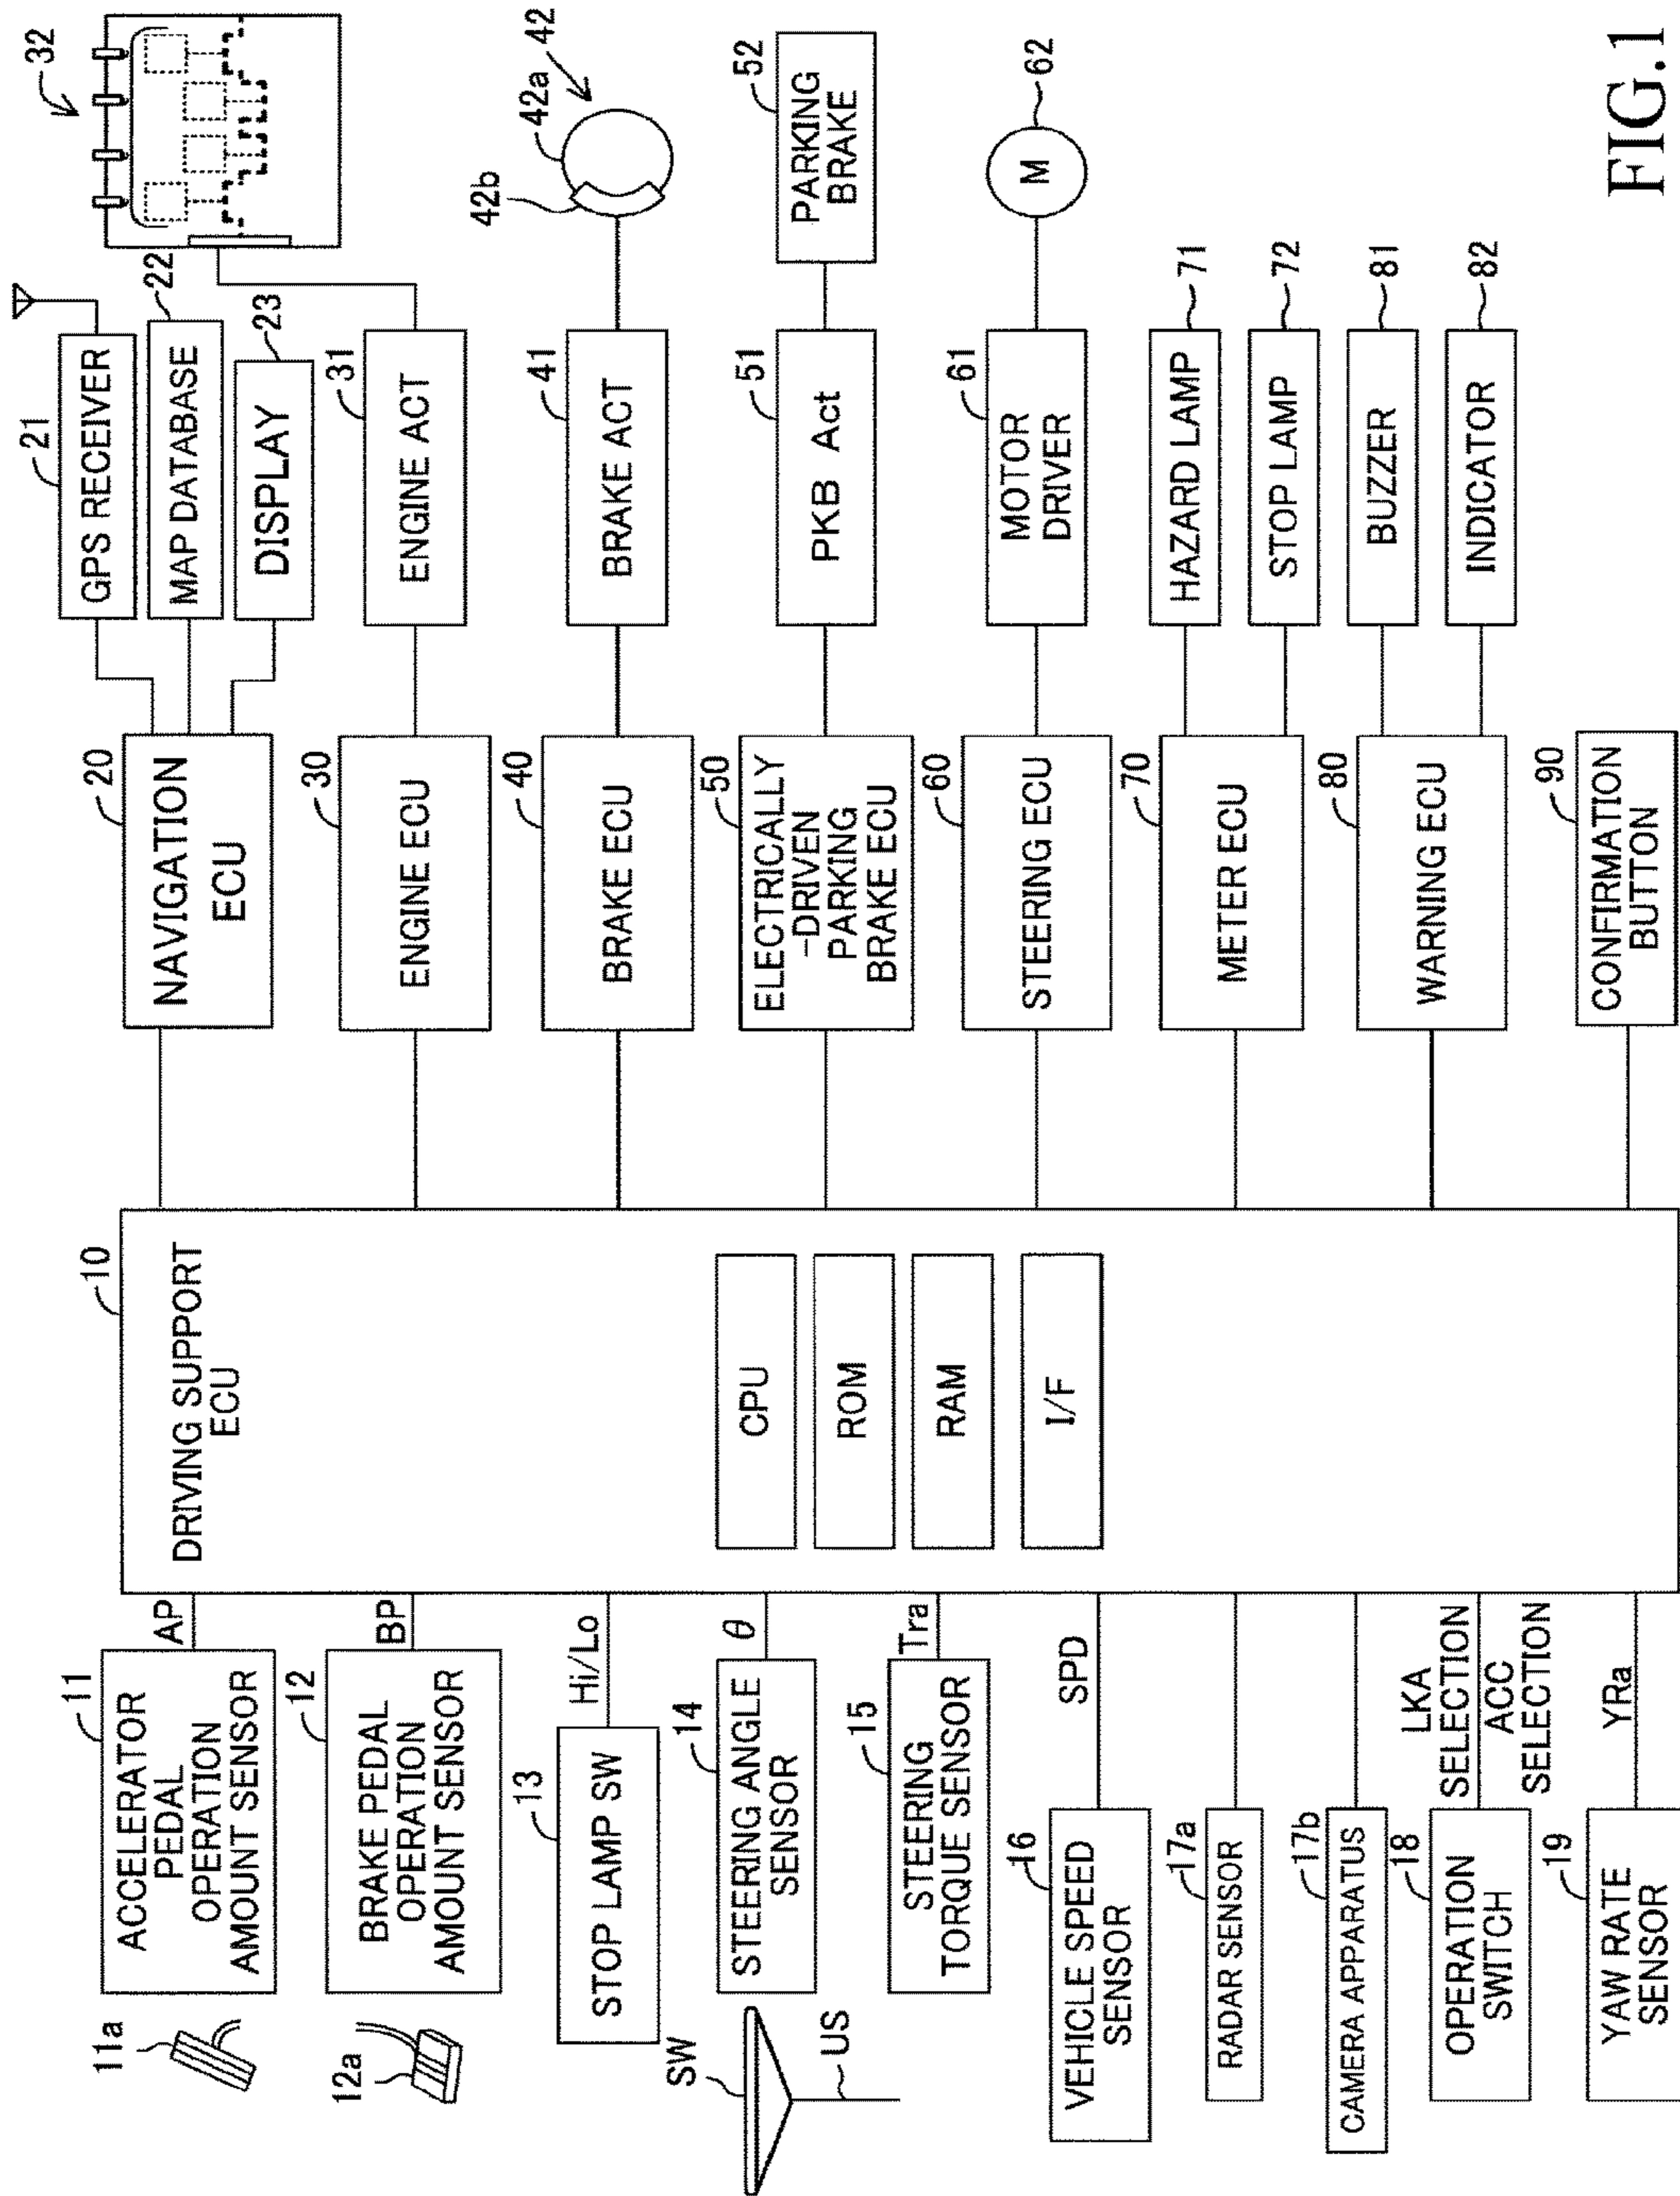 11a
11
ACCELERATOR
PEDAL
OPERATION
AMOUNT SENSOR
AP
12a
12
BRAKE PEDAL
OPERATION
AMOUNT SENSOR
BP
13
STOP LAMP SW
Hi/Lo
SW
US
14
STEERING ANGLE
SENSOR
θ
15
STEERING
TORQUE SENSOR
Tra
16
VEHICLE SPEED
SENSOR
SPD
17a
RADAR SENSOR
17b
CAMERA APPARATUS
18
OPERATION
SWITCH
LKA
SELECTION
ACC
SELECTION
19
YAW RATE
SENSOR
YRa
10
DRIVING SUPPORT
ECU
CPU
ROM
RAM
I/F
20
NAVIGATION
ECU
21
GPS RECEIVER
22
MAP DATABASE
23
DISPLAY
30
ENGINE ECU
31
ENGINE ACT
32
40
BRAKE ECU
41
BRAKE ACT
42b
42a
42
50
ELECTRICALLY
-DRIVEN
PARKING
BRAKE ECU
51
PKB Act
52
PARKING
BRAKE
60
STEERING ECU
61
MOTOR
DRIVER
62
M
70
METER ECU
HAZARD LAMP
71
STOP LAMP
72
80
WARNING ECU
BUZZER
81
INDICATOR
82
90
CONFIRMATION
BUTTON
FIG.1